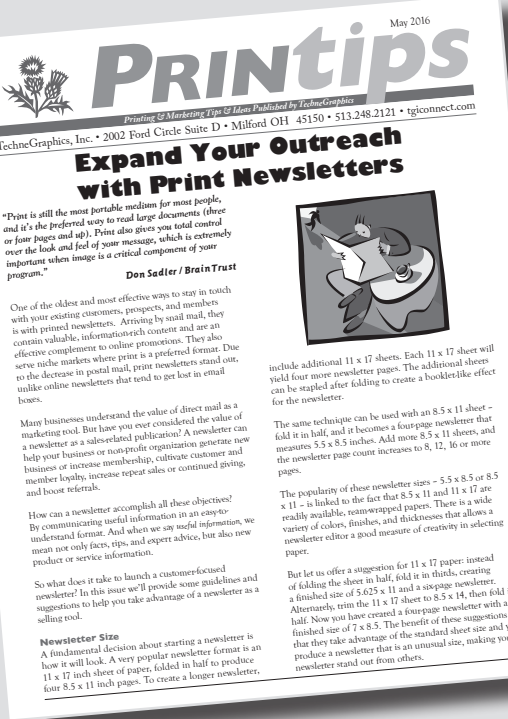 May 2016
PRINtips
Printing & Marketing Tips & Ideas Published by TechneGraphics
TechneGraphics, Inc. • 2002 Ford Circle Suite D • Milford OH 45150 • 513.248.2121 • tgiconnect.com
Expand Your Outreach
with Print Newsletters
“Print is still the most portable medium for most people,
and it’s the preferred way to read large documents (three
or four pages and up). Print also gives you total control
over the look and feel of your message, which is extremely
important when image is a critical component of your
program.”
Don Sadler / Brain Trust
One of the oldest and most effective ways to stay in touch
with your existing customers, prospects, and members
is with printed newsletters. Arriving by snail mail, they
contain valuable, information-rich content and are an
effective complement to online promotions. They also
serve niche markets where print is a preferred format. Due
to the decrease in postal mail, print newsletters stand out,
unlike online newsletters that tend to get lost in email
boxes.
Many businesses understand the value of direct mail as a
marketing tool. But have you ever considered the value of
a newsletter as a sales-related publication? A newsletter can
help your business or non-profit organization generate new
business or increase membership, cultivate customer and
member loyalty, increase repeat sales or continued giving,
and boost referrals.
How can a newsletter accomplish all these objectives?
By communicating useful information in an easy-to-
understand format. And when we say useful information, we
mean not only facts, tips, and expert advice, but also new
product or service information.
So what does it take to launch a customer-focused
newsletter? In this issue we’ll provide some guidelines and
suggestions to help you take advantage of a newsletter as a
selling tool.
Newsletter Size
A fundamental decision about starting a newsletter is
how it will look. A very popular newsletter format is an
11 x 17 inch sheet of paper, folded in half to produce
four 8.5 x 11 inch pages. To create a longer newsletter,
include additional 11 x 17 sheets. Each 11 x 17 sheet will
yield four more newsletter pages. The additional sheets
can be stapled after folding to create a booklet-like effect
for the newsletter.
The same technique can be used with an 8.5 x 11 sheet –
fold it in half, and it becomes a four-page newsletter that
measures 5.5 x 8.5 inches. Add more 8.5 x 11 sheets, and
the newsletter page count increases to 8, 12, 16 or more
pages.
The popularity of these newsletter sizes – 5.5 x 8.5 or 8.5
x 11 – is linked to the fact that 8.5 x 11 and 11 x 17 are
readily available, ream-wrapped papers. There is a wide
variety of colors, finishes, and thicknesses that allows a
newsletter editor a good measure of creativity in selecting
paper.
But let us offer a suggestion for 11 x 17 paper: instead
of folding the sheet in half, fold it in thirds, creating
a finished size of 5.625 x 11 and a six-page newsletter.
Alternately, trim the 11 x 17 sheet to 8.5 x 14, then fold
half. Now you have created a four-page newsletter with a
finished size of 7 x 8.5. The benefit of these suggestions
that they take advantage of the standard sheet size and
produce a newsletter that is an unusual size, making
newsletter stand out from others.